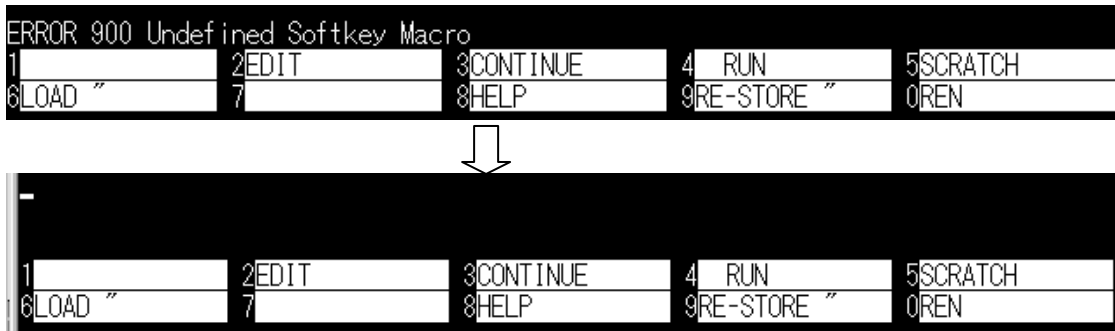 ERROR 900 Undefined Softkey Macro
1 2EDIT 3CONTINUE 4 RUN 5SCRATCH
6LOAD " 7 8HELP 9RE-STORE " 0REN
1 2EDIT 3CONTINUE 4 RUN 5SCRATCH
6LOAD " 7 8HELP 9RE-STORE " 0REN